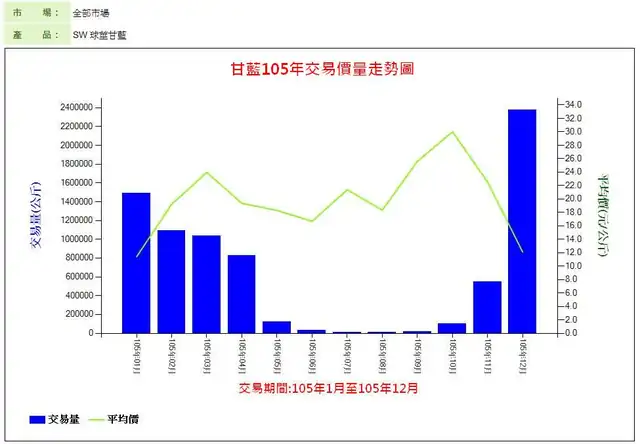 市 場： 全部市場
產 品： SW 球莖甘藍
甘藍105年交易價量走勢圖
交易量(公斤)
2400000
2200000
2000000
1800000
1600000
1400000
1200000
1000000
800000
600000
400000
200000
0
34.0
32.0
30.0
28.0
26.0
24.0
22.0
20.0
18.0
16.0
14.0
12.0
10.0
8.0
6.0
4.0
2.0
0.0
平均價(元/公斤)
105年01月
105年02月
105年03月
105年04月
105年05月
105年06月
105年07月
105年08月
105年09月
105年10月
105年11月
105年12月
交易期間:105年1月至105年12月
交易量 平均價